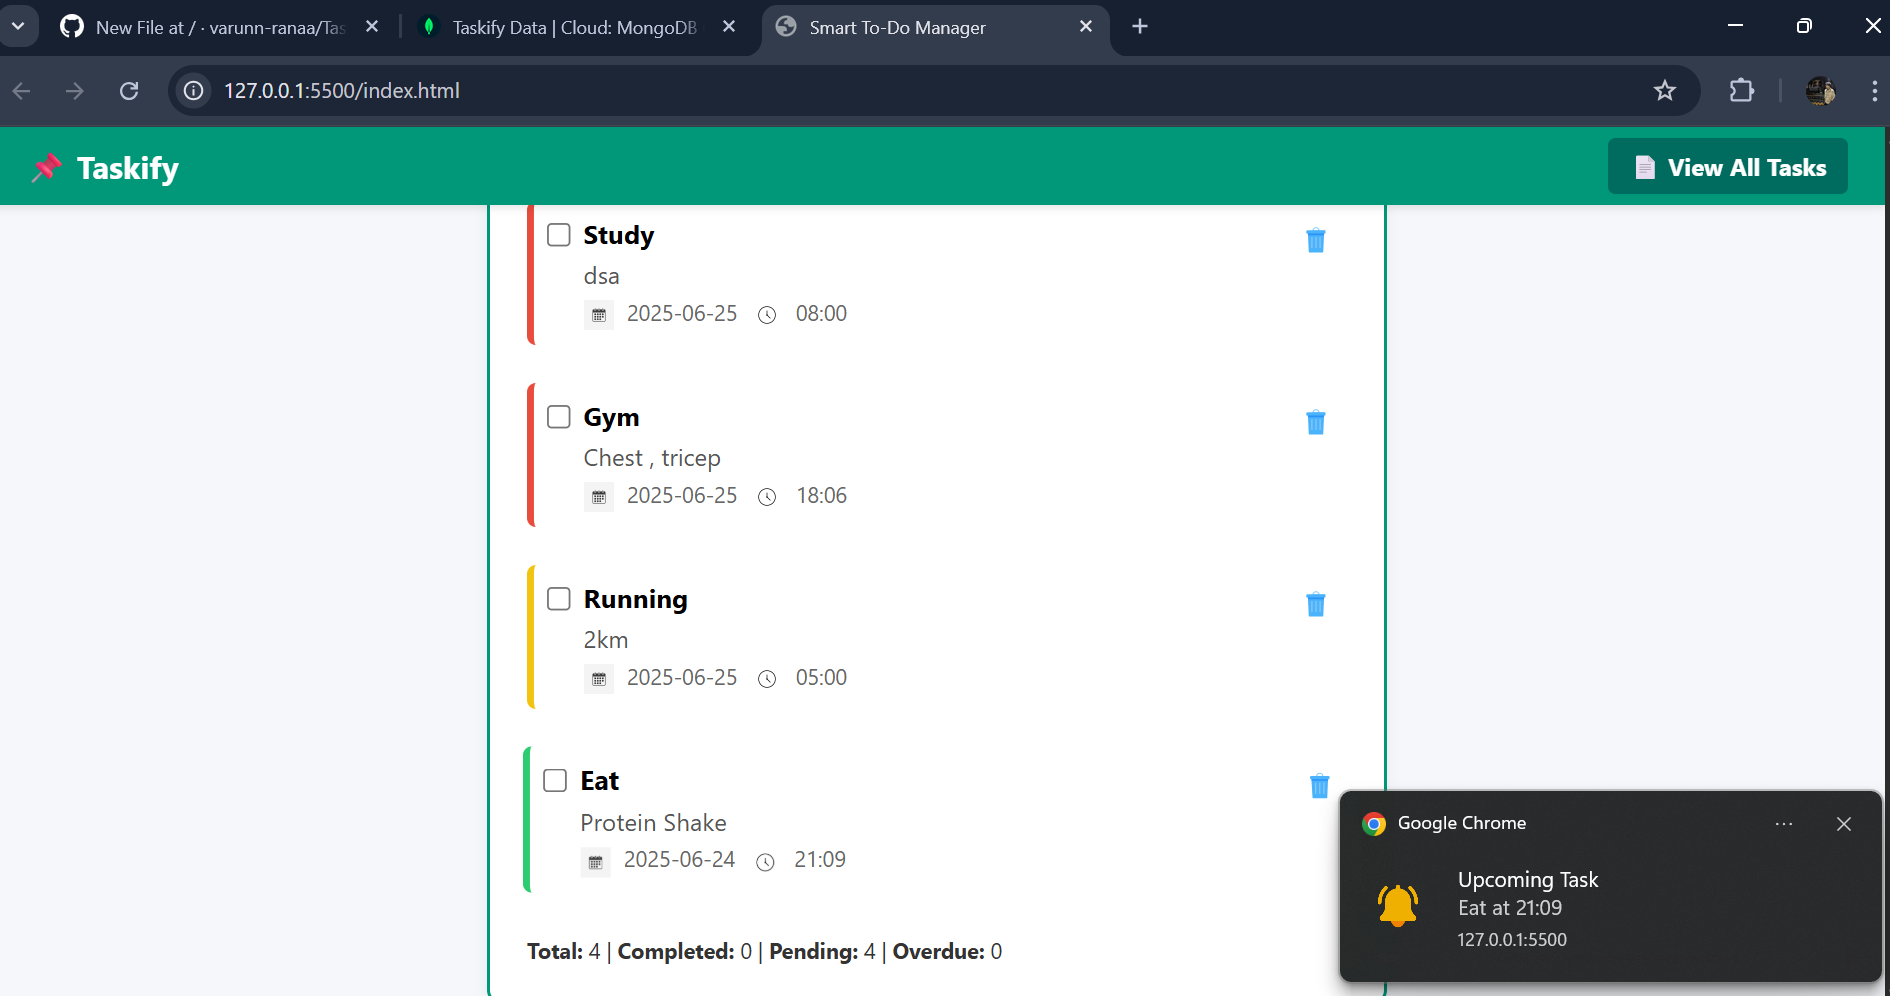 New File at / · varunn-ranaa/Tas
Taskify Data | Cloud: MongoDB
Smart To-Do Manager
127.0.0.1:5500/index.html
Taskify
View All Tasks
Study
dsa
2025-06-25 08:00
Gym
Chest , tricep
2025-06-25 18:06
Running
2km
2025-06-25 05:00
Eat
Protein Shake
2025-06-24 21:09
Total: 4 | Completed: 0 | Pending: 4 | Overdue: 0
Google Chrome
Upcoming Task
Eat at 21:09
127.0.0.1:5500